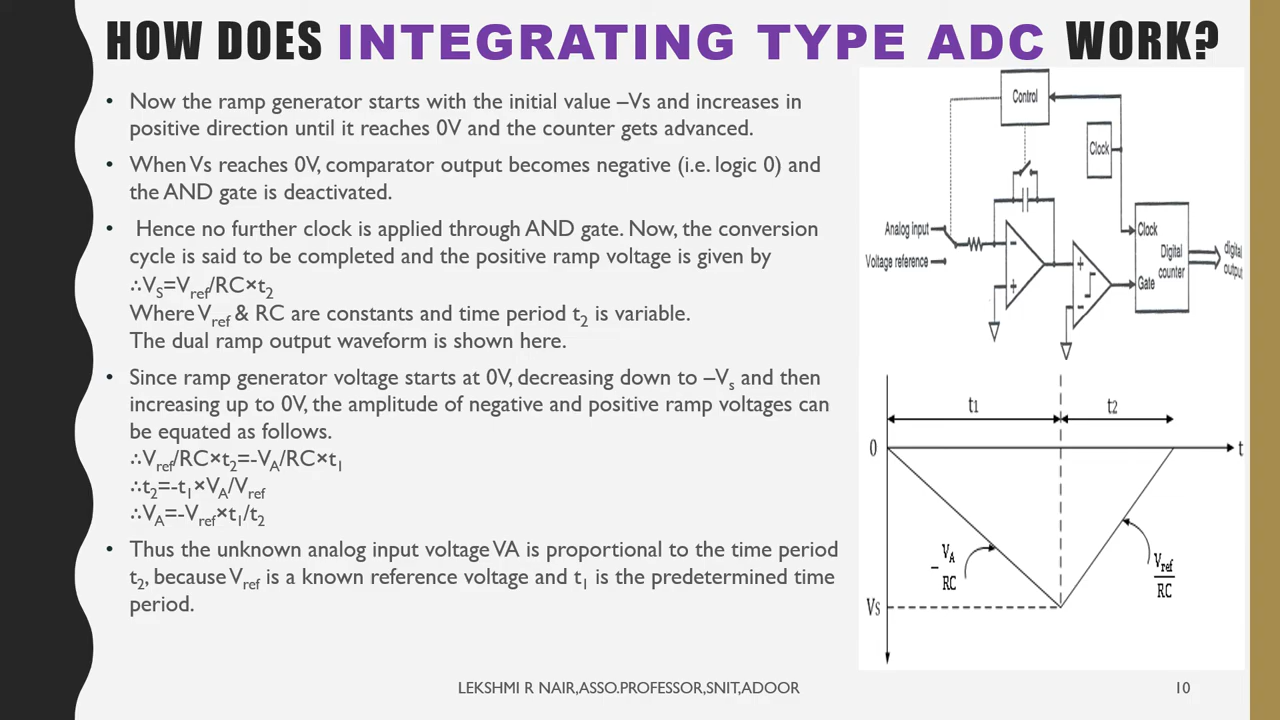 HOW DOES INTEGRATING TYPE ADC WORK?
• Now the ramp generator starts with the initial value –Vs and increases in
positive direction until it reaches 0V and the counter gets advanced.
• When Vs reaches 0V, comparator output becomes negative (i.e. logic 0) and
the AND gate is deactivated.
• Hence no further clock is applied through AND gate. Now, the conversion
cycle is said to be completed and the positive ramp voltage is given by
∴VS=Vref/RC×t2
Where Vref & RC are constants and time period t2 is variable.
The dual ramp output waveform is shown here.
• Since ramp generator voltage starts at 0V, decreasing down to –Vs and then
increasing up to 0V, the amplitude of negative and positive ramp voltages can
be equated as follows.
∴Vref/RC×t2=-VA/RC×t1
∴t2=-t1×VA/Vref
∴VA=-Vref×t1/t2
• Thus the unknown analog input voltage VA is proportional to the time period
t2, because Vref is a known reference voltage and t1 is the predetermined time
period.
Control
Clock
Analog input
Voltage reference
−
+
+
−
Clock
Digital
counter
Gate
digital
output
t1
t2
0
t
VA
−
RC
Vref
RC
Vs
LEKSHMI R NAIR,ASSO.PROFESSOR,SNIT,ADOOR
10